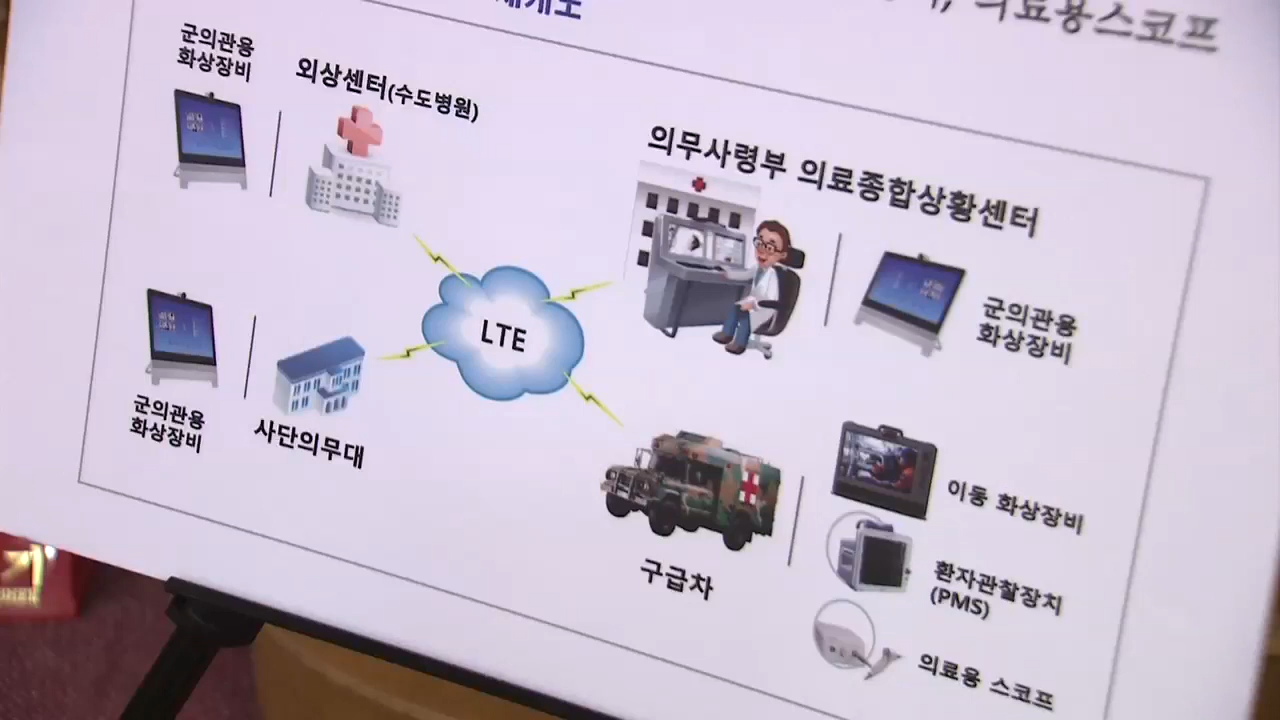 의료용스코프
군의관용
화상장비
외상센터(수도병원)
의무사령부 의료종합상황센터
군의관용
화상장비
LTE
군의관용
화상장비
사단의무대
구급차
이동 화상장비
환자관찰장치
(PMS)
의료용 스코프